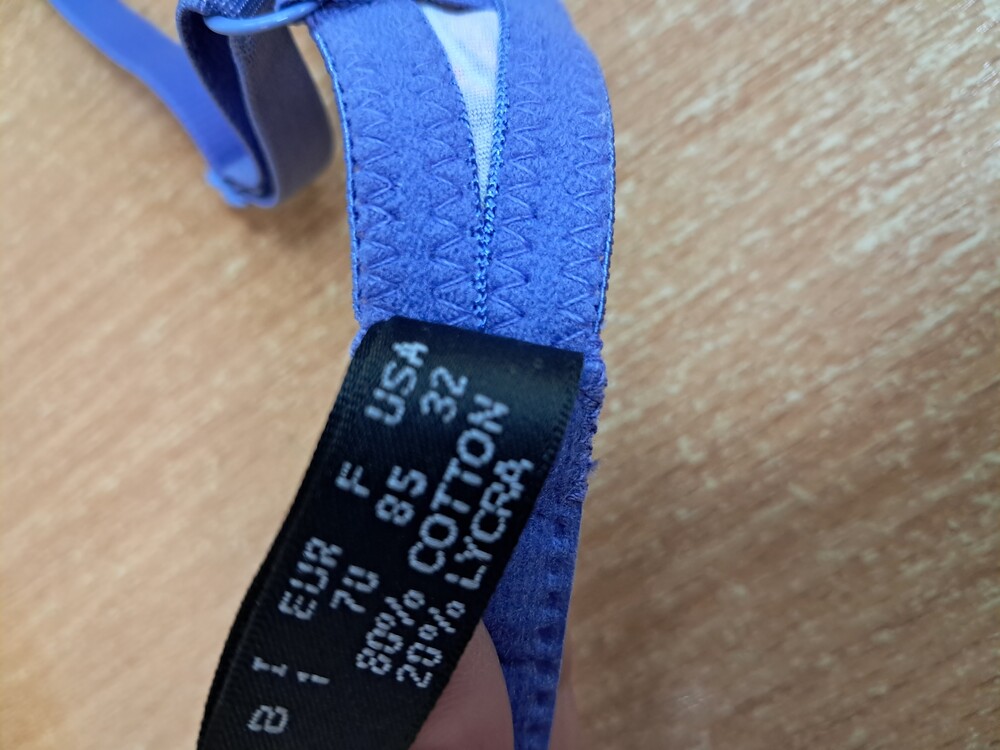 I EUR F USA
1 70 85 32
80% COTTON
20% LYCRA